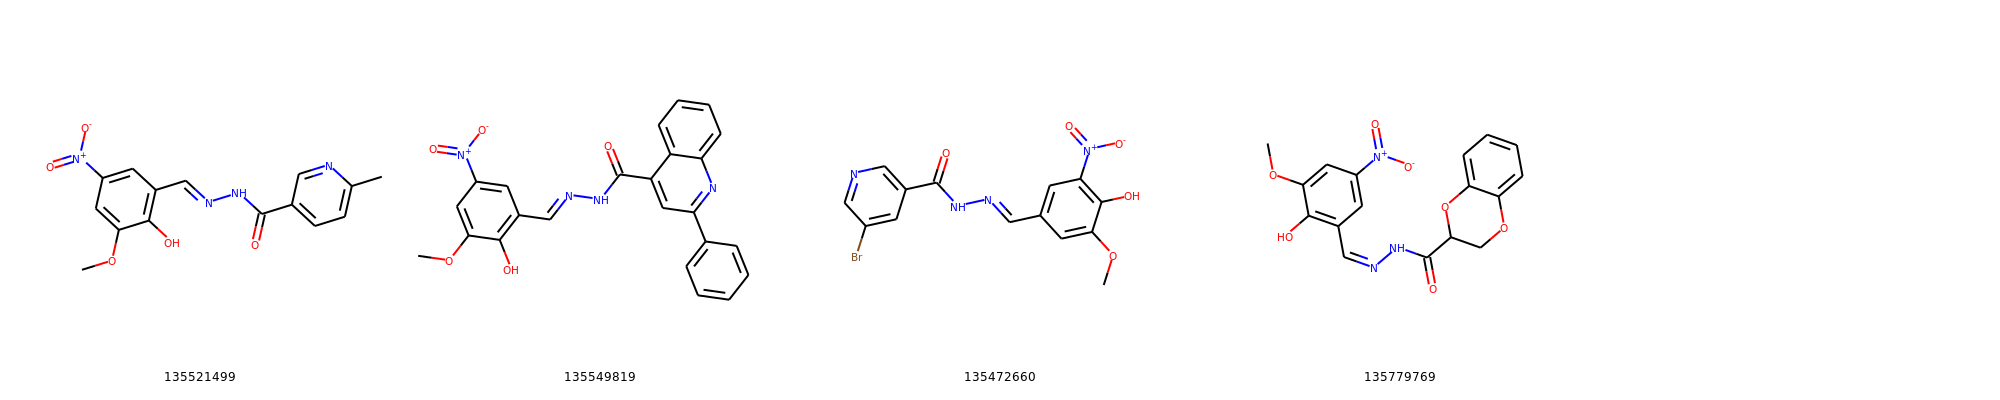 O⁻
O N⁺
N NH
N
O
OH
O
O⁻
O N⁺
O
N NH
N
O
OH
N
Br
O
NH N
O N⁺ O⁻
OH
O
O
N⁺ O⁻
O
HO
N NH
O
O
O
135521499 135549819 135472660 135779769